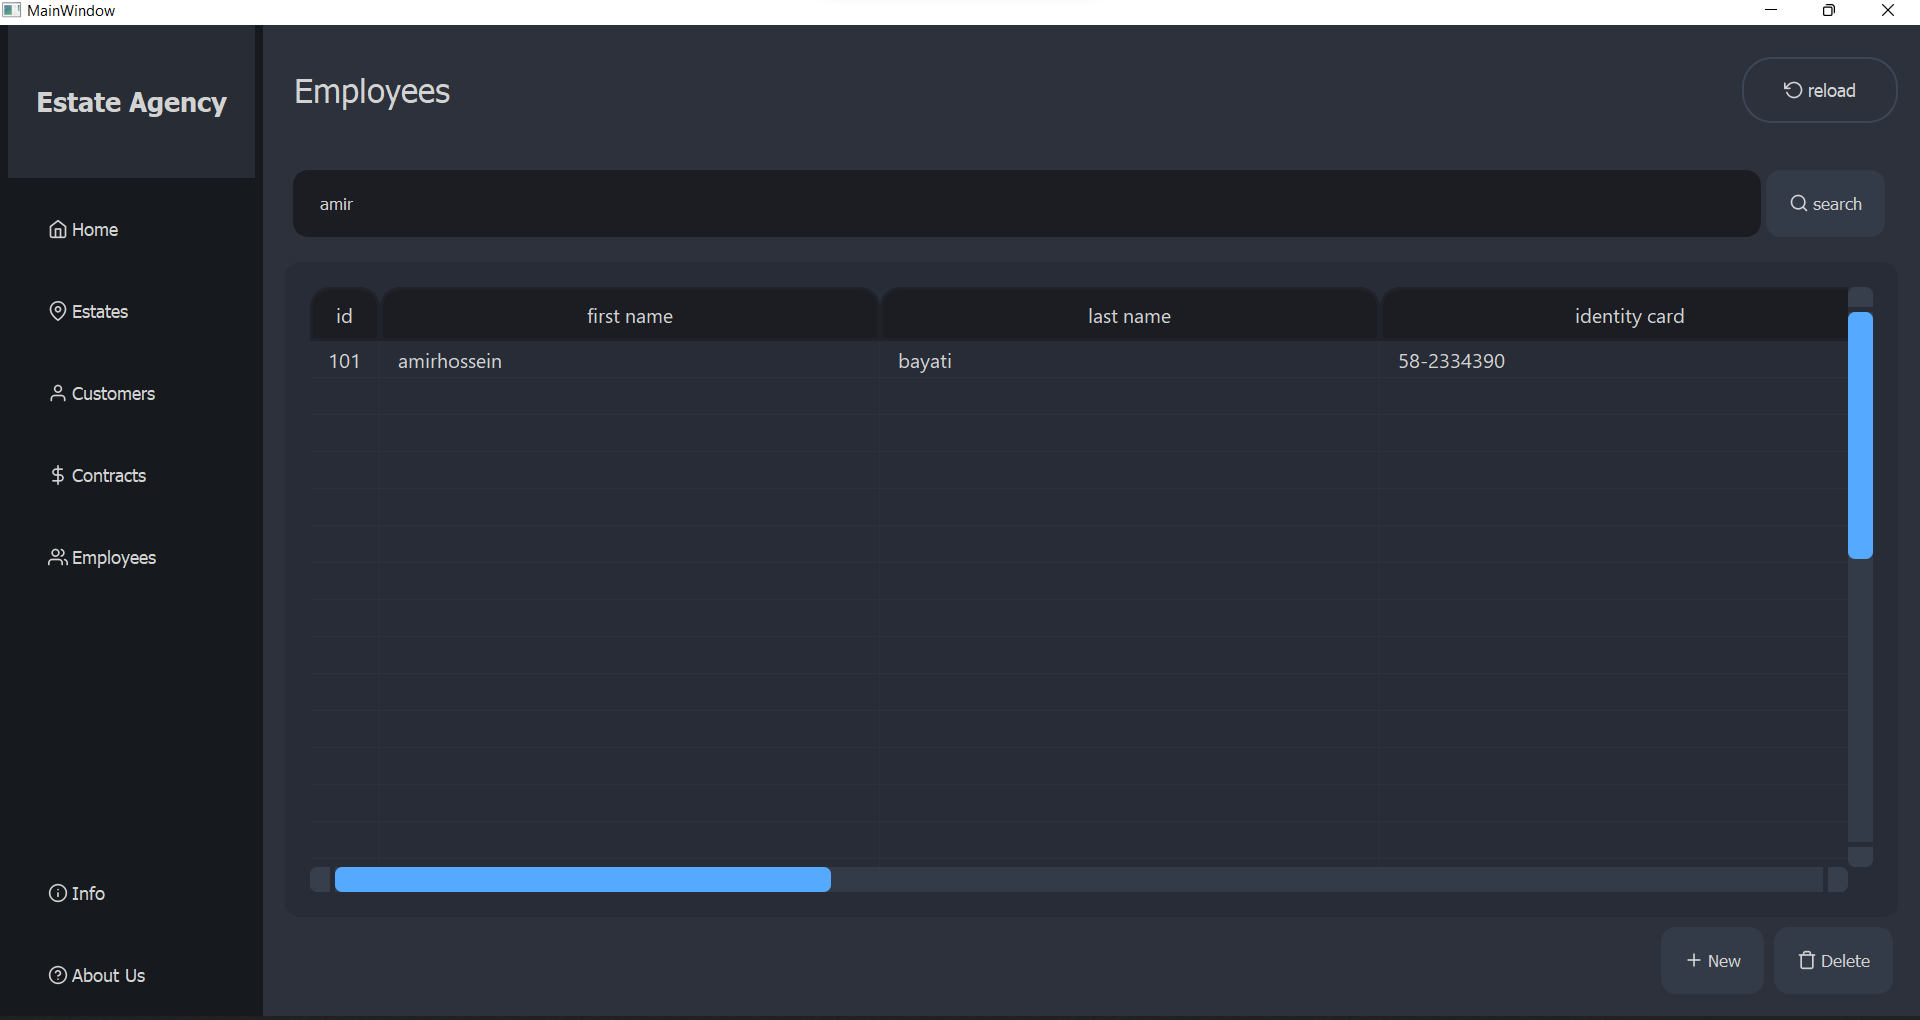 MainWindow
Estate Agency
Home
Estates
Customers
Contracts
Employees
Info
About Us
Employees
reload
amir
search
id first name last name identity card
101 amirhossein bayati 58-2334390
New Delete